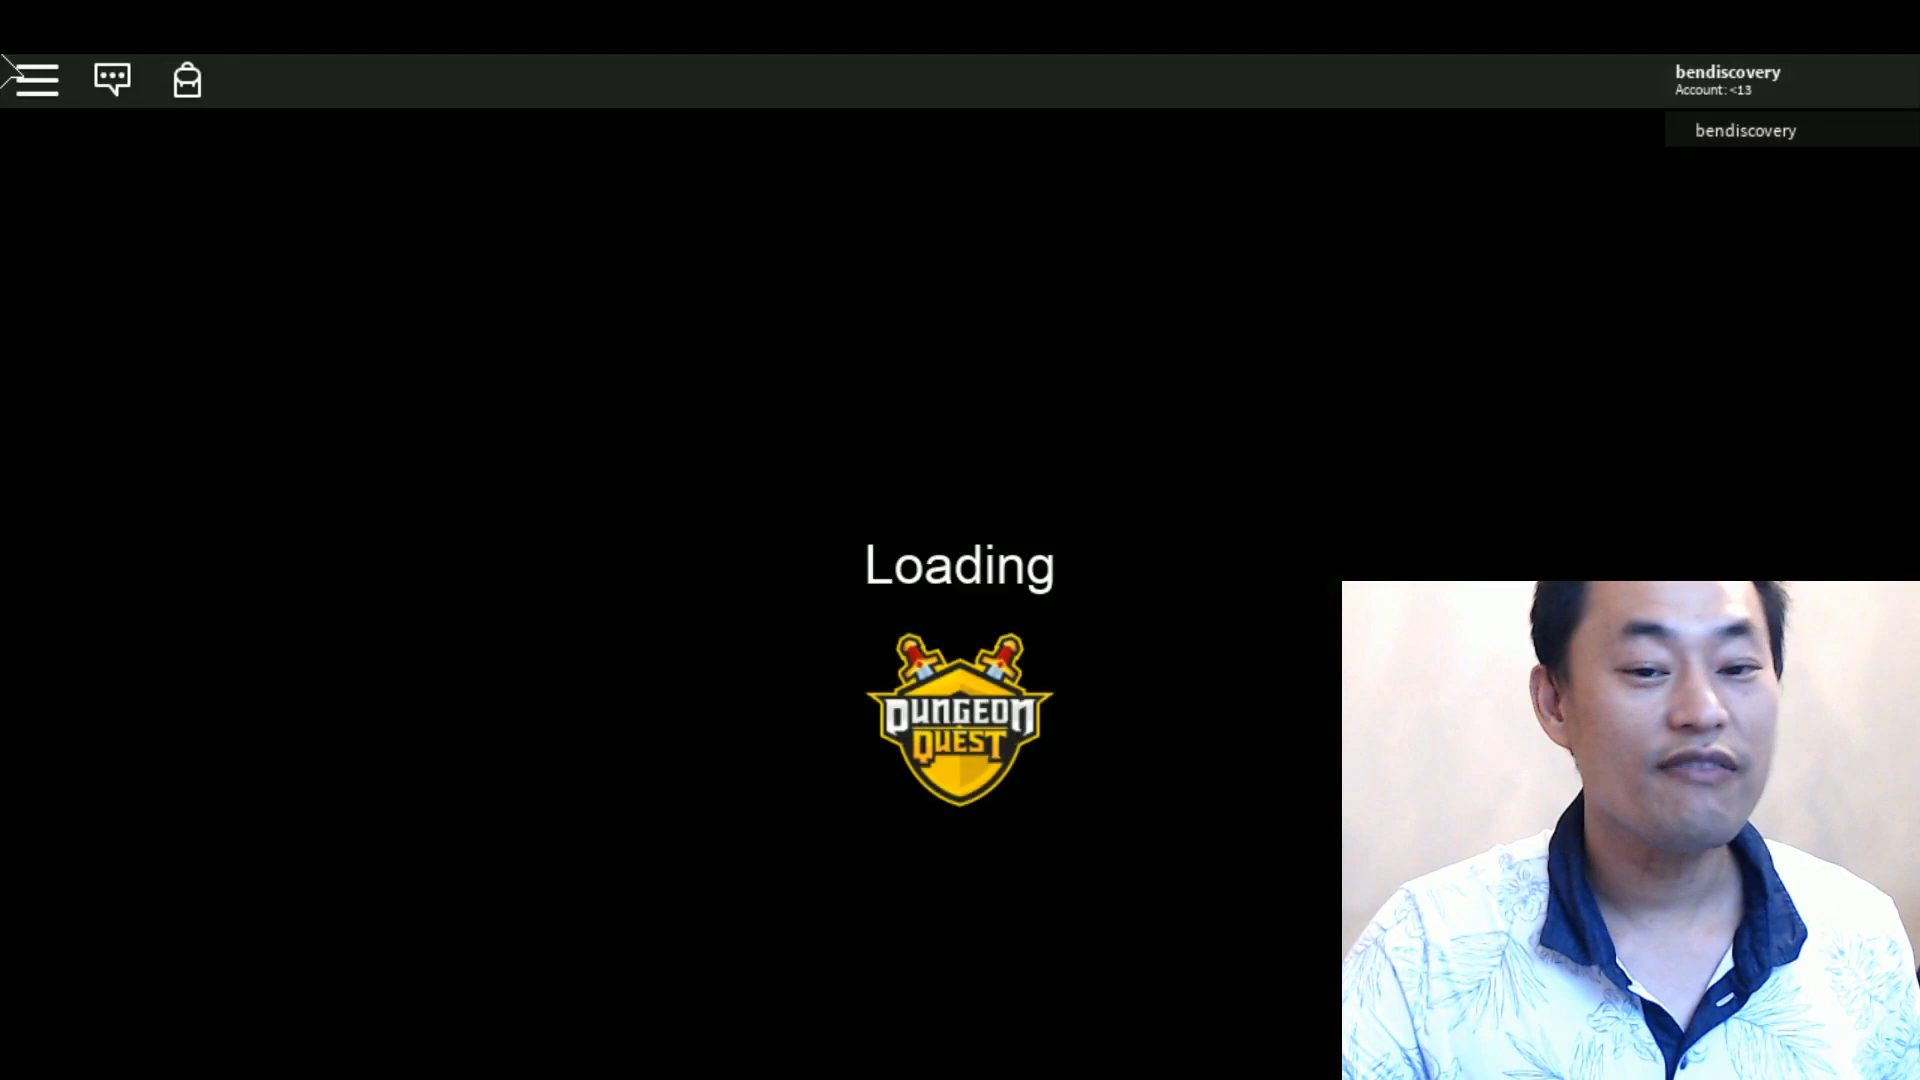 bendiscovery
Account: <13
bendiscovery
Loading
DUNGEON
QUEST